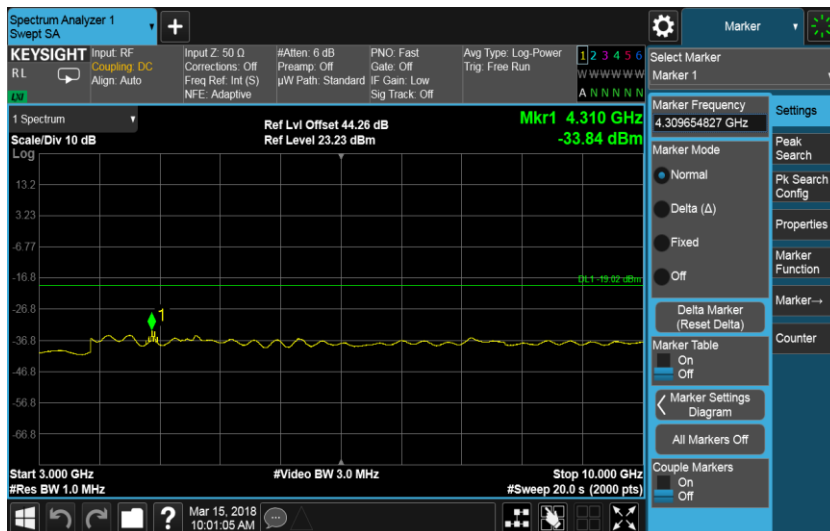 Spectrum Analyzer 1
Swept SA
+
Marker
KEYSIGHT
RL
LXI
Input: RF
Coupling: DC
Align: Auto
Input Z: 50 Ω
Corrections: Off
Freq Ref: Int (S)
NFE: Adaptive
#Atten: 6 dB
Preamp: Off
µW Path: Standard
PNO: Fast
Gate: Off
IF Gain: Low
Sig Track: Off
Avg Type: Log-Power
Trig: Free Run
1 2 3 4 5 6
W W W W W W
A N N N N N
Select Marker
Marker 1
1 Spectrum
Scale/Div 10 dB
Log
Ref Lvl Offset 44.26 dB
Ref Level 23.23 dBm
Mkr1 4.310 GHz
-33.84 dBm
13.2
3.23
-6.77
-16.8
-26.8
-36.8
-46.8
-56.8
-66.8
DL1 -19.02 dBm
1
Start 3.000 GHz
#Res BW 1.0 MHz
#Video BW 3.0 MHz
Stop 10.000 GHz
#Sweep 20.0 s (2000 pts)
Marker Frequency
4.309654827 GHz
Marker Mode
Normal
Delta (Δ)
Fixed
Off
Delta Marker
(Reset Delta)
Marker Table
On
Off
Marker Settings
Diagram
All Markers Off
Couple Markers
On
Off
Settings
Peak
Search
Pk Search
Config
Properties
Marker
Function
Marker→
Counter
?
Mar 15, 2018
10:01:05 AM